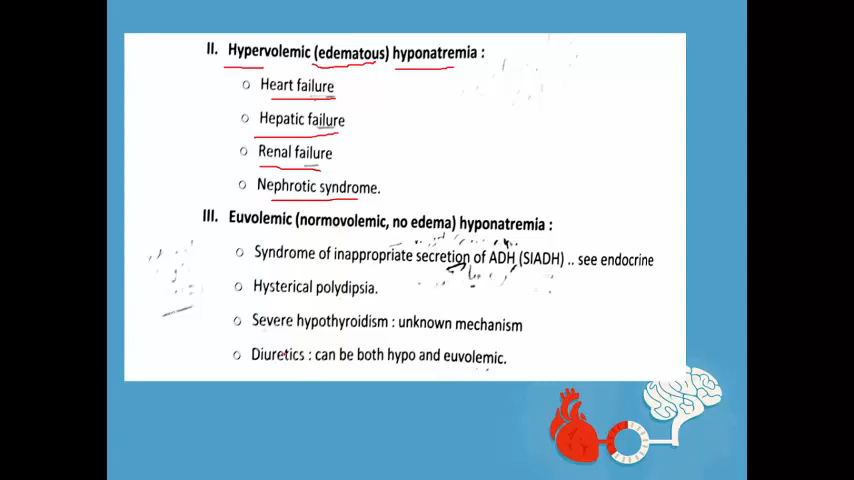 II. Hypervolemic (edematous) hyponatremia :
o Heart failure
o Hepatic failure
o Renal failure
o Nephrotic syndrome.
III. Euvolemic (normovolemic, no edema) hyponatremia :
o Syndrome of inappropriate secretion of ADH (SIADH) .. see endocrine
o Hysterical polydipsia.
o Severe hypothyroidism : unknown mechanism
o Diuretics : can be both hypo and euvolemic.